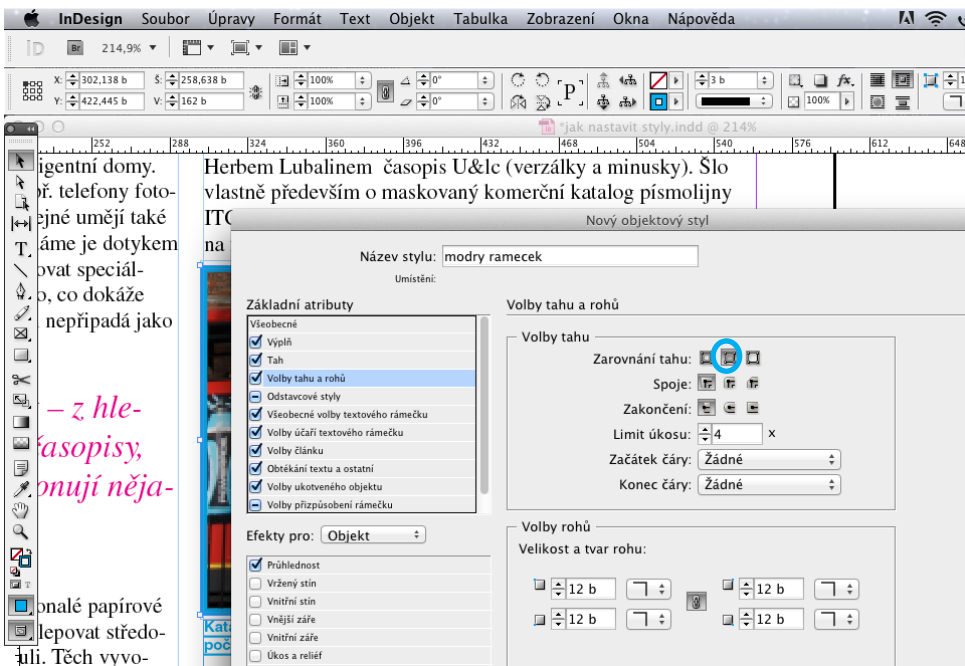 InDesign Soubor Úpravy Formát Text Objekt Tabulka Zobrazení Okna Nápověda
Br 214,9%
X: 302,138 b Š: 258,638 b 100% 0° 3 b
Y: 422,445 b V: 162 b 100% 0° 100%
*jak nastavit styly.indd @ 214%
252 288 324 360 396 432 468 504 540 576 612 648
igentní domy.
př. telefony foto-
ejné umějí také
áme je dotykem
ovat speciál-
o, co dokáže
nepřipadá jako
– z hle-
časopisy,
onují něja-
onalé papírové
lepovat středo-
uli. Těch vyvo-
Herbem Lubalinem časopis U&lc (verzálky a minusky). Šlo
vlastně především o maskovaný komerční katalog písmolijny
na
Nový objektový styl
Název stylu: modry ramecek
Umístění:
Základní atributy
Všeobecné
Výplň
Tah
Volby tahu a rohů
Odstavcové styly
Všeobecné volby textového rámečku
Volby účaří textového rámečku
Volby článku
Obtékání textu a ostatní
Volby ukotveného objektu
Volby přizpůsobení rámečku
Efekty pro: Objekt
Průhlednost
Vržený stín
Vnitřní stín
Vnější záře
Vnitřní záře
Úkos a reliéf
Volby tahu a rohů
Volby tahu
Zarovnání tahu:
Spoje:
Zakončení:
Limit úkosu: 4 x
Začátek čáry: Žádné
Konec čáry: Žádné
Volby rohů
Velikost a tvar rohu:
12 b 12 b
12 b 12 b